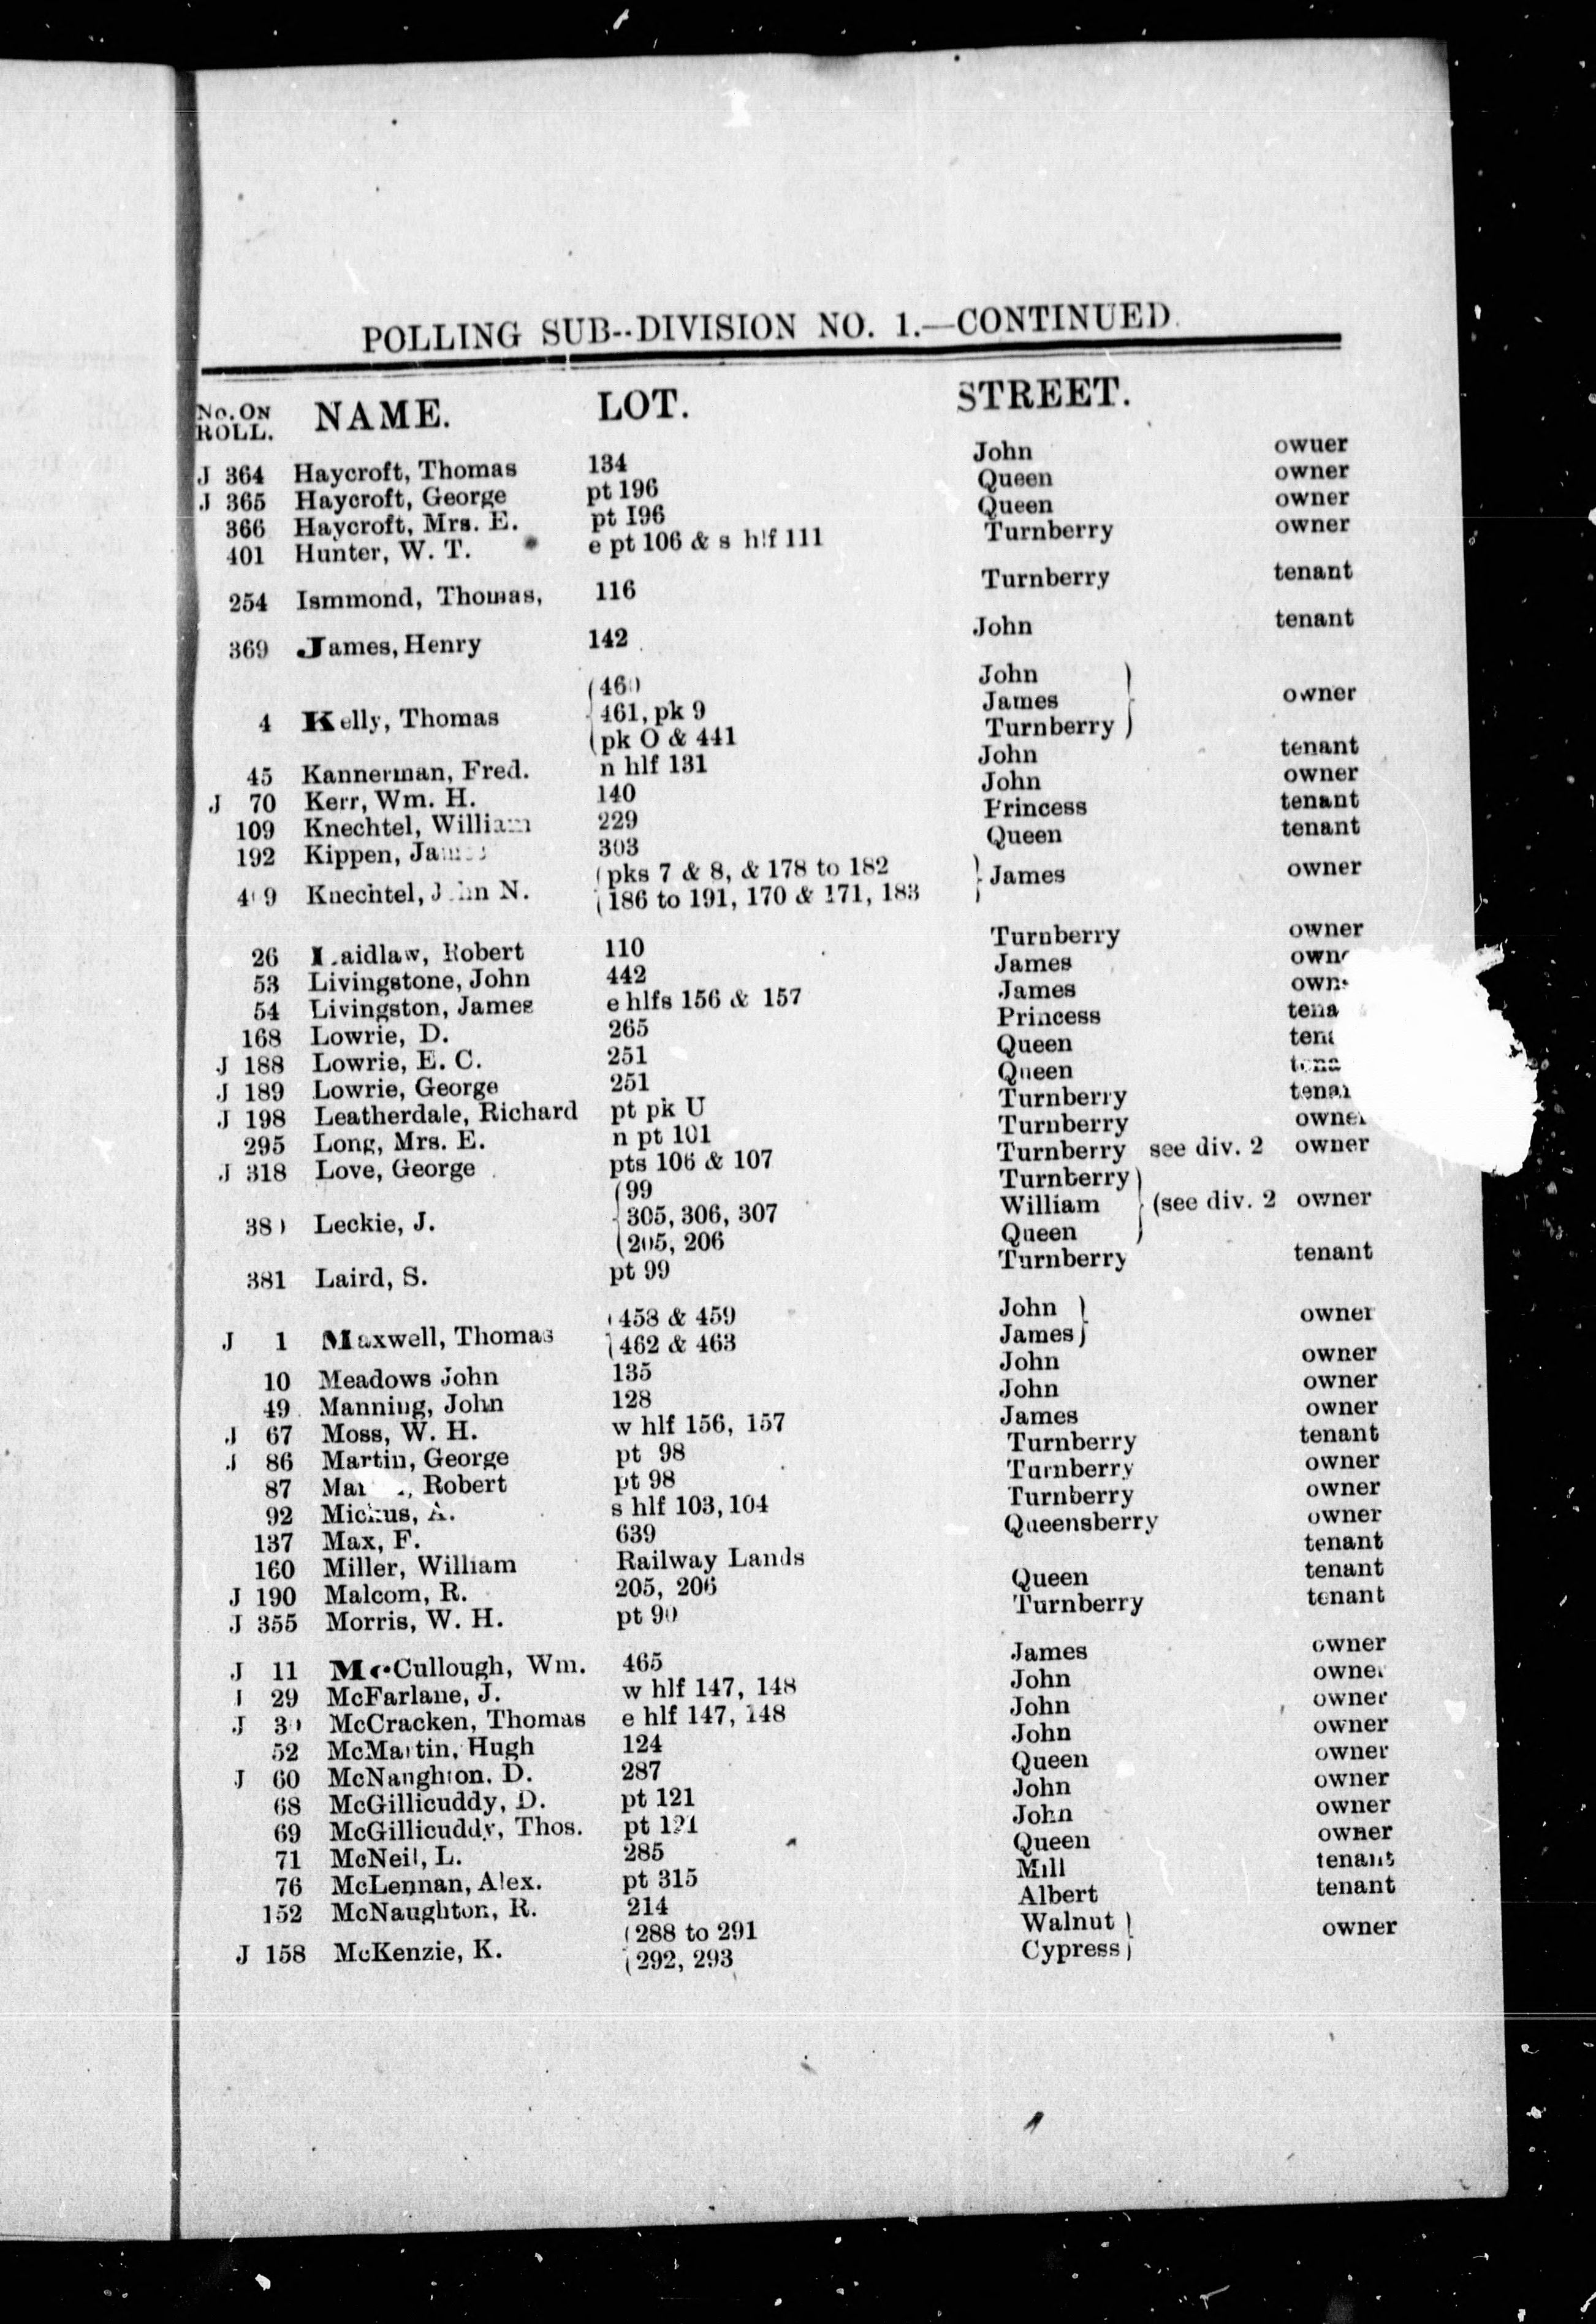 POLLING SUB--DIVISION NO. 1.—CONTINUED.
No. ON ROLL. NAME. LOT. STREET.
J 364 Haycroft, Thomas 134 John owuer
J 365 Haycroft, George pt 196 Queen owner
366 Haycroft, Mrs. E. pt 196 Queen owner
401 Hunter, W. T. e pt 106 & s hlf 111 Turnberry owner
254 Ismmond, Thomas, 116 Turnberry tenant
369 James, Henry 142 John tenant
(460 John
4 Kelly, Thomas 461, pk 9 James owner
(pk O & 441 Turnberry
45 Kannerman, Fred. n hlf 131 John tenant
J 70 Kerr, Wm. H. 140 John owner
109 Knechtel, William 229 Princess tenant
192 Kippen, James 303 Queen tenant
409 Knechtel, John N. (pks 7 & 8, & 178 to 182 James owner
186 to 191, 170 & 171, 183
26 Laidlaw, Robert 110 Turnberry owner
53 Livingstone, John 442 James
54 Livingston, James e hlfs 156 & 157 James
168 Lowrie, D. 265 Princess
J 188 Lowrie, E. C. 251 Queen
J 189 Lowrie, George 251 Queen
J 198 Leatherdale, Richard pt pk U Turnberry
295 Long, Mrs. E. n pt 101 Turnberry owner
J 318 Love, George pts 106 & 107 Turnberry see div. 2 owner
(99 Turnberry
Leckie, J. 305, 306, 307 William (see div. 2 owner
(205, 206 Queen
381 Laird, S. pt 99 Turnberry tenant
J 1 Maxwell, Thomas 458 & 459 John owner
462 & 463 James
10 Meadows John 135 John owner
49 Manning, John 128 John owner
J 67 Moss, W. H. w hlf 156, 157 James owner
J 86 Martin, George pt 98 Turnberry tenant
87 Robert pt 98 Turnberry owner
92 Mickus, A. s hlf 103, 104 Turnberry owner
137 Max, F. 639 Queensberry owner
160 Miller, William Railway Lands tenant
J 190 Malcom, R. 205, 206 Queen tenant
J 355 Morris, W. H. pt 90 Turnberry tenant
J 11 McCullough, Wm. 465 James owner
J 29 McFarlane, J. w hlf 147, 148 John owner
J 30 McCracken, Thomas e hlf 147, 148 John owner
52 McMartin, Hugh 124 John owner
J 60 McNanghton. D. 287 Queen owner
68 McGillicuddy, D. pt 121 John owner
69 McGillicuddy, Thos. pt 121 John owner
71 McNeil, L. 285 Queen owner
76 McLennan, Alex. pt 315 Mill tenant
152 McNaughton, R. 214 Albert tenant
J 158 McKenzie, K. (288 to 291 Walnut owner
(292, 293 Cypress